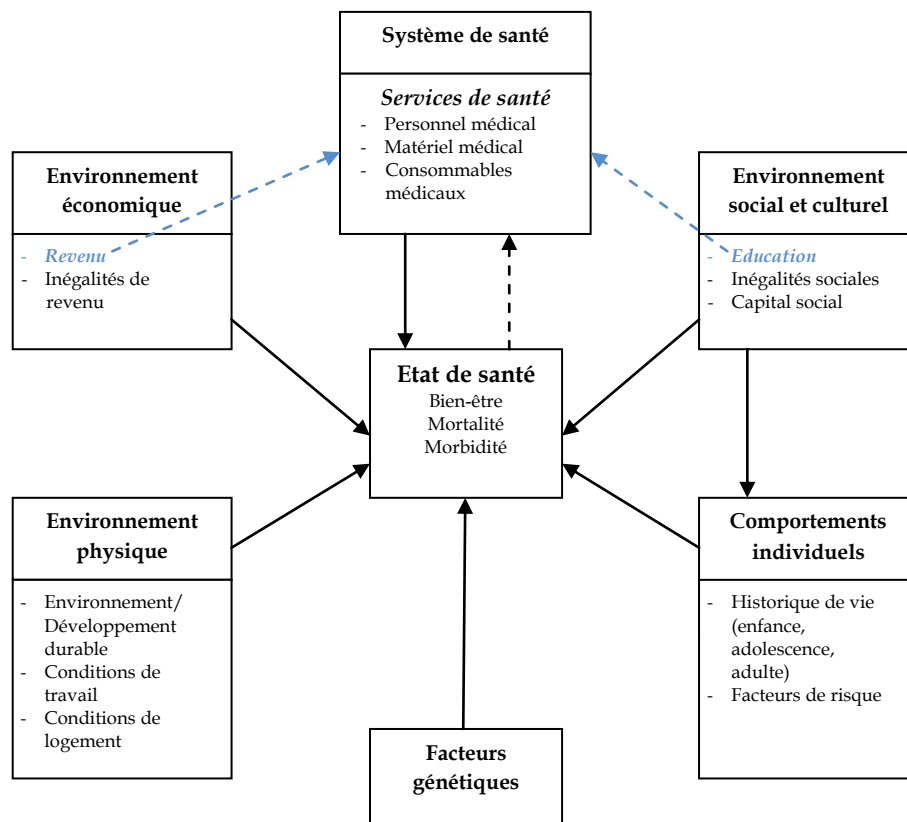 Système de santé
Services de santé
- Personnel médical
- Matériel médical
- Consommables
médicaux
Environnement
économique
- Revenu
- Inégalités de
revenu
Environnement
social et culturel
- Education
- Inégalités sociales
- Capital social
Etat de santé
Bien-être
Mortalité
Morbidité
Environnement
physique
- Environnement/
Développement
durable
- Conditions de
travail
- Conditions de
logement
Comportements
individuels
- Historique de vie
(enfance,
adolescence,
adulte)
- Facteurs de risque
Facteurs
génétiques